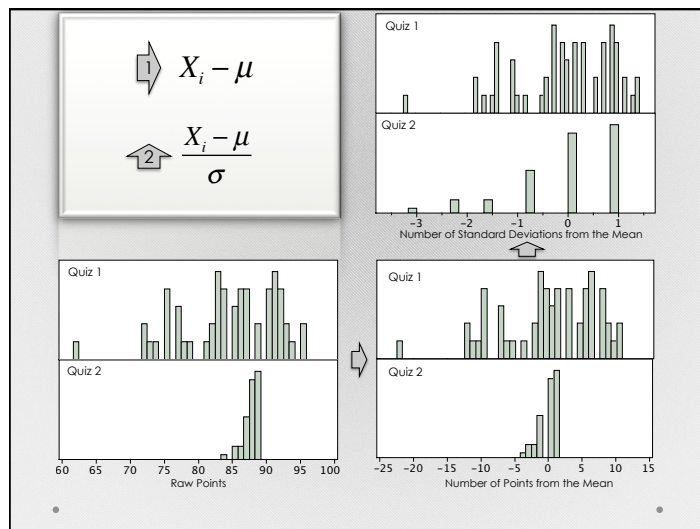 1 Xᵢ − μ
2 Xᵢ − μ
σ
Quiz 1
Quiz 2
−3 −2 −1 0 1
Number of Standard Deviations from the Mean
Quiz 1
Quiz 2
60 65 70 75 80 85 90 95 100
Raw Points
Quiz 1
Quiz 2
−25 −20 −15 −10 −5 0 5 10 15
Number of Points from the Mean